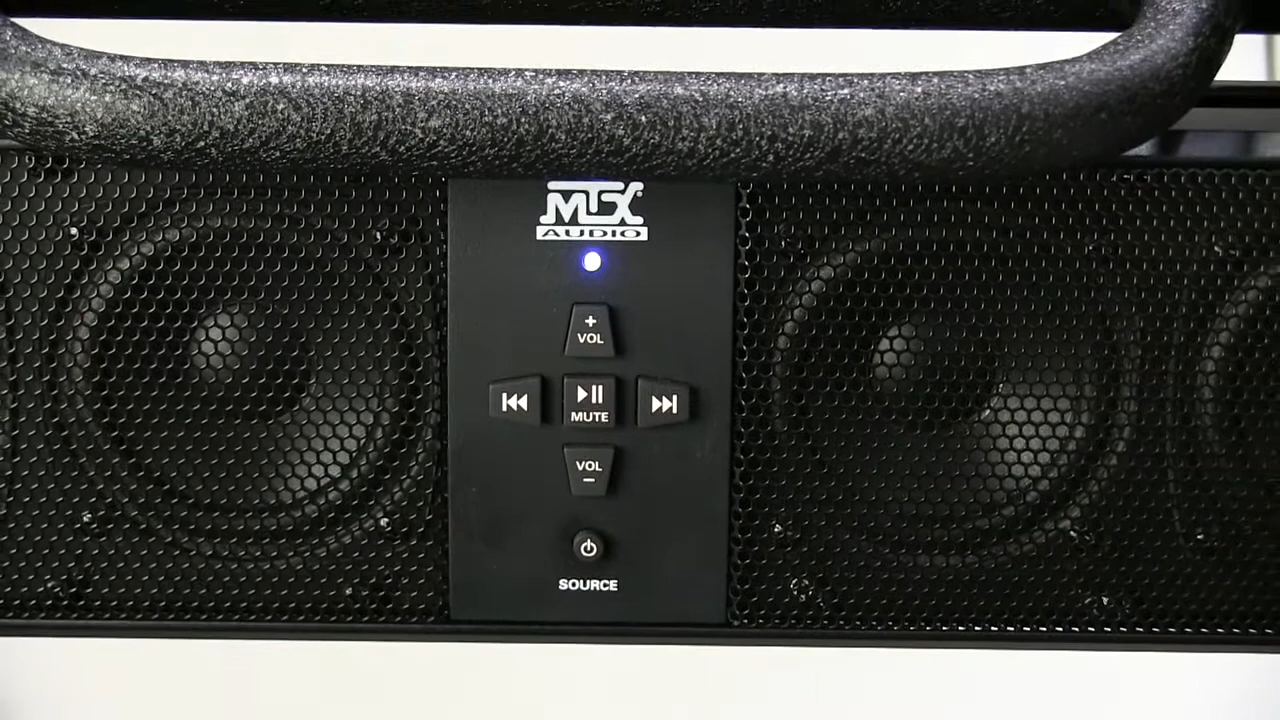 MTX
AUDIO
+
VOL
MUTE
VOL
−
SOURCE